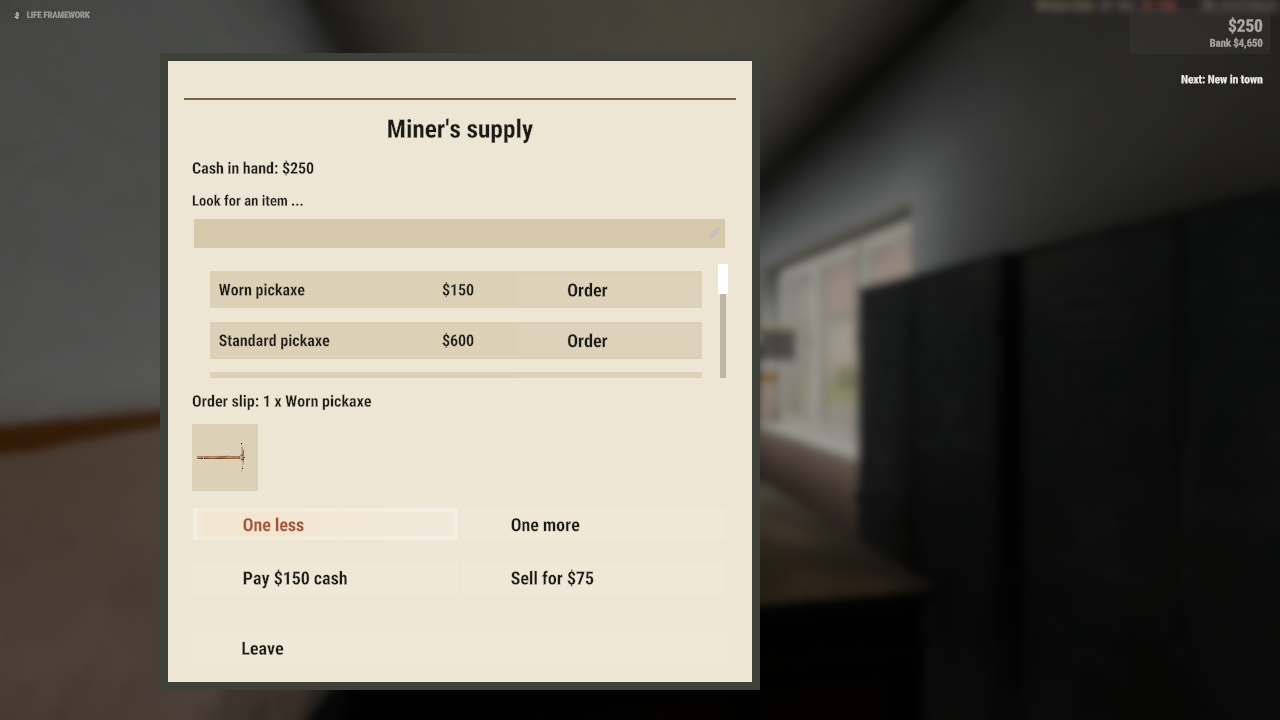 LIFE FRAMEWORK
$250
Bank $4,650
Next: New in town
Miner's supply
Cash in hand: $250
Look for an item ...
Worn pickaxe $150 Order
Standard pickaxe $600 Order
Order slip: 1 x Worn pickaxe
One less One more
Pay $150 cash Sell for $75
Leave